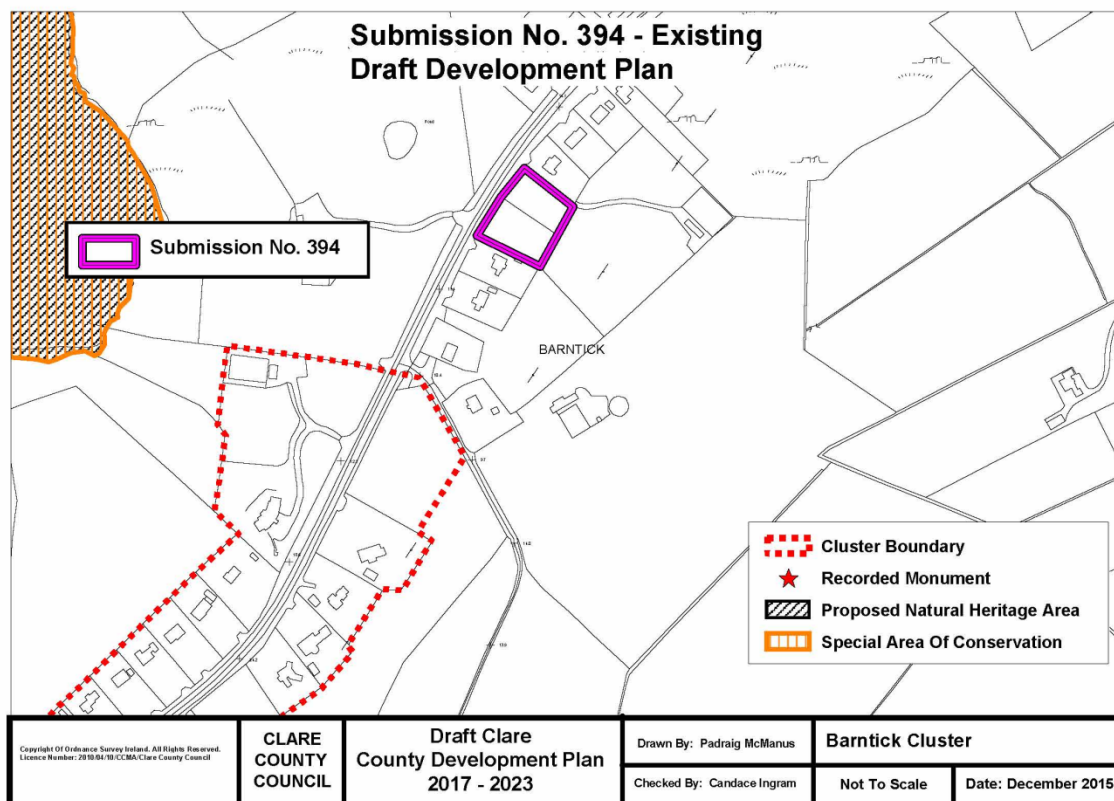 Submission No. 394 - Existing
Draft Development Plan
Pond
Submission No. 394
BARNTICK
Cluster Boundary
Recorded Monument
Proposed Natural Heritage Area
Special Area Of Conservation
Copyright Of Ordnance Survey Ireland. All Rights Reserved.
Licence Number: 2010/04/10/CCMA/Clare County Council
CLARE
COUNTY
COUNCIL
Draft Clare
County Development Plan
2017 - 2023
Drawn By: Padraig McManus
Checked By: Candace Ingram
Barntick Cluster
Not To Scale
Date: December 2015